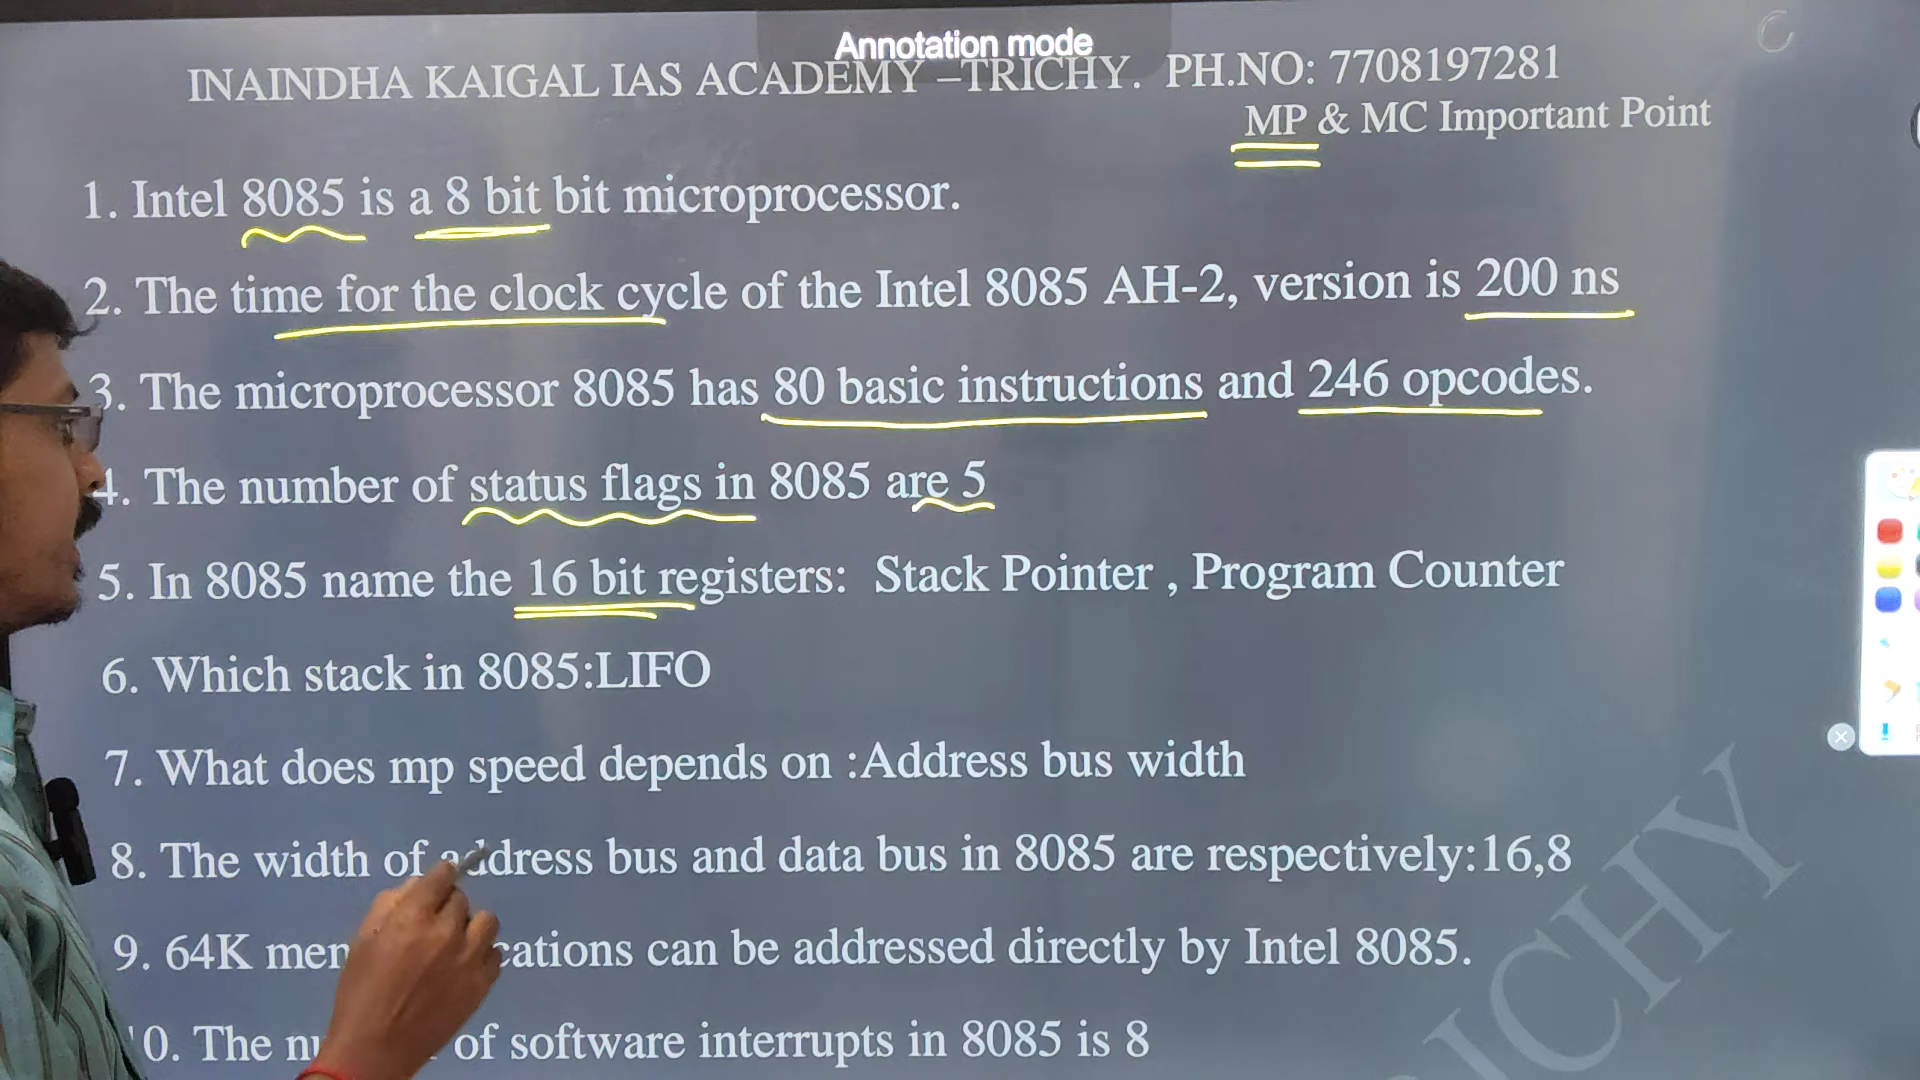 Annotation mode
INAINDHA KAIGAL IAS ACADEMY –TRICHY. PH.NO: 7708197281
MP & MC Important Point
1. Intel 8085 is a 8 bit bit microprocessor.
2. The time for the clock cycle of the Intel 8085 AH-2, version is 200 ns
3. The microprocessor 8085 has 80 basic instructions and 246 opcodes.
4. The number of status flags in 8085 are 5
5. In 8085 name the 16 bit registers: Stack Pointer , Program Counter
6. Which stack in 8085:LIFO
7. What does mp speed depends on :Address bus width
8. The width of address bus and data bus in 8085 are respectively:16,8
9. 64K can be addressed directly by Intel 8085.
0. The of software interrupts in 8085 is 8